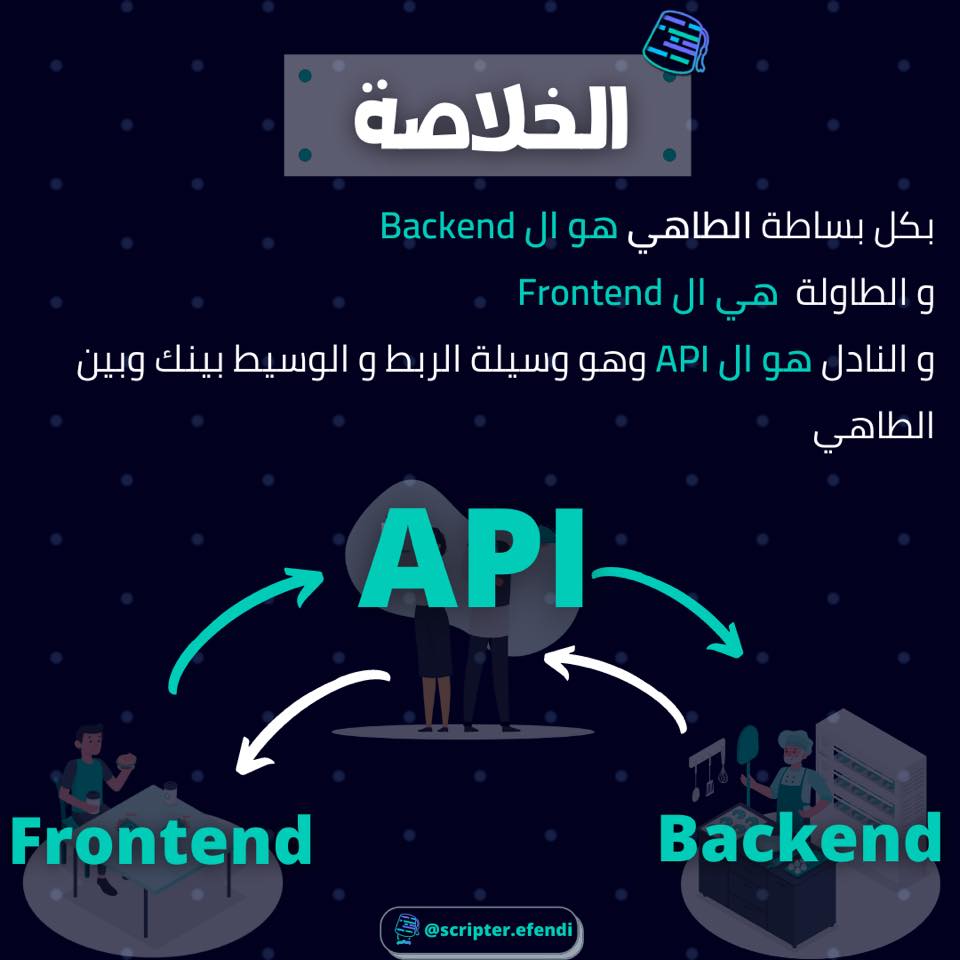 الخلاصة
بكل بساطة الطاهي هو ال Backend
و الطاولة هي ال Frontend
و النادل هو ال API وهو وسيلة الربط و الوسيط بينك وبين
الطاهي
API
Frontend
Backend
@scripter.efendi